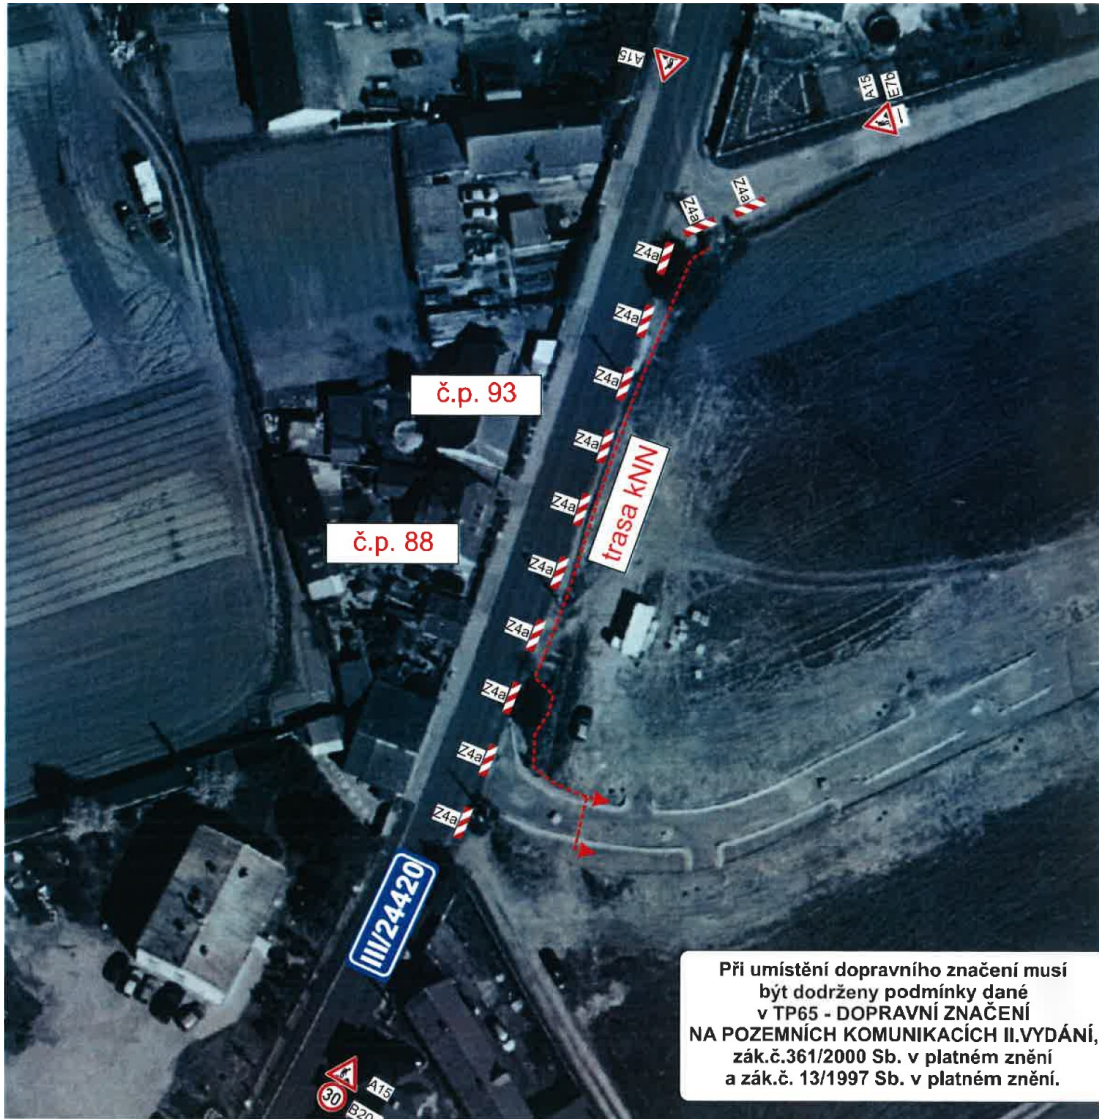 A15
A15
E7b
Z4a
Z4a
Z4a
Z4a
Z4a
č.p. 93
Z4a
trasa kNN
Z4a
č.p. 88
Z4a
Z4a
Z4a
Z4a
Z4a
III/24420
Při umístění dopravního značení musí
být dodrženy podmínky dané
v TP65 - DOPRAVNÍ ZNAČENÍ
NA POZEMNÍCH KOMUNIKACÍCH II.VYDÁNÍ,
zák.č.361/2000 Sb. v platném znění
a zák.č. 13/1997 Sb. v platném znění.
A15
30
B20a